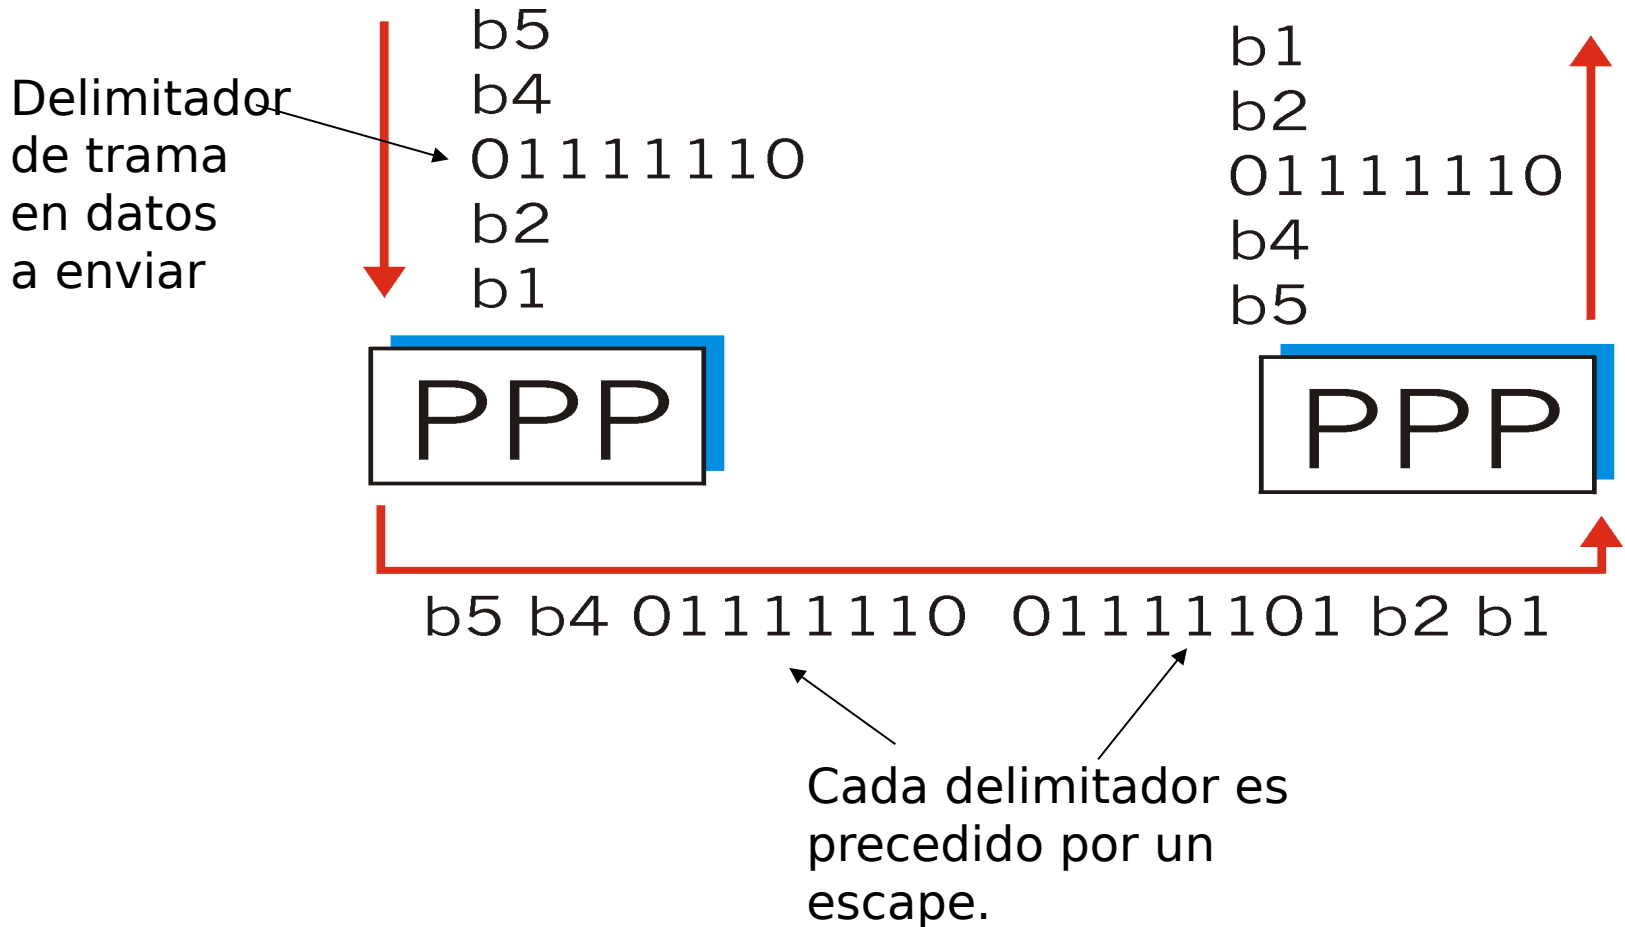 Delimitador
de trama
en datos
a enviar
b5
b4
01111110
b2
b1
b1
b2
01111110
b4
b5
PPP
PPP
b5 b4 01111110 01111101 b2 b1
Cada delimitador es
precedido por un
escape.